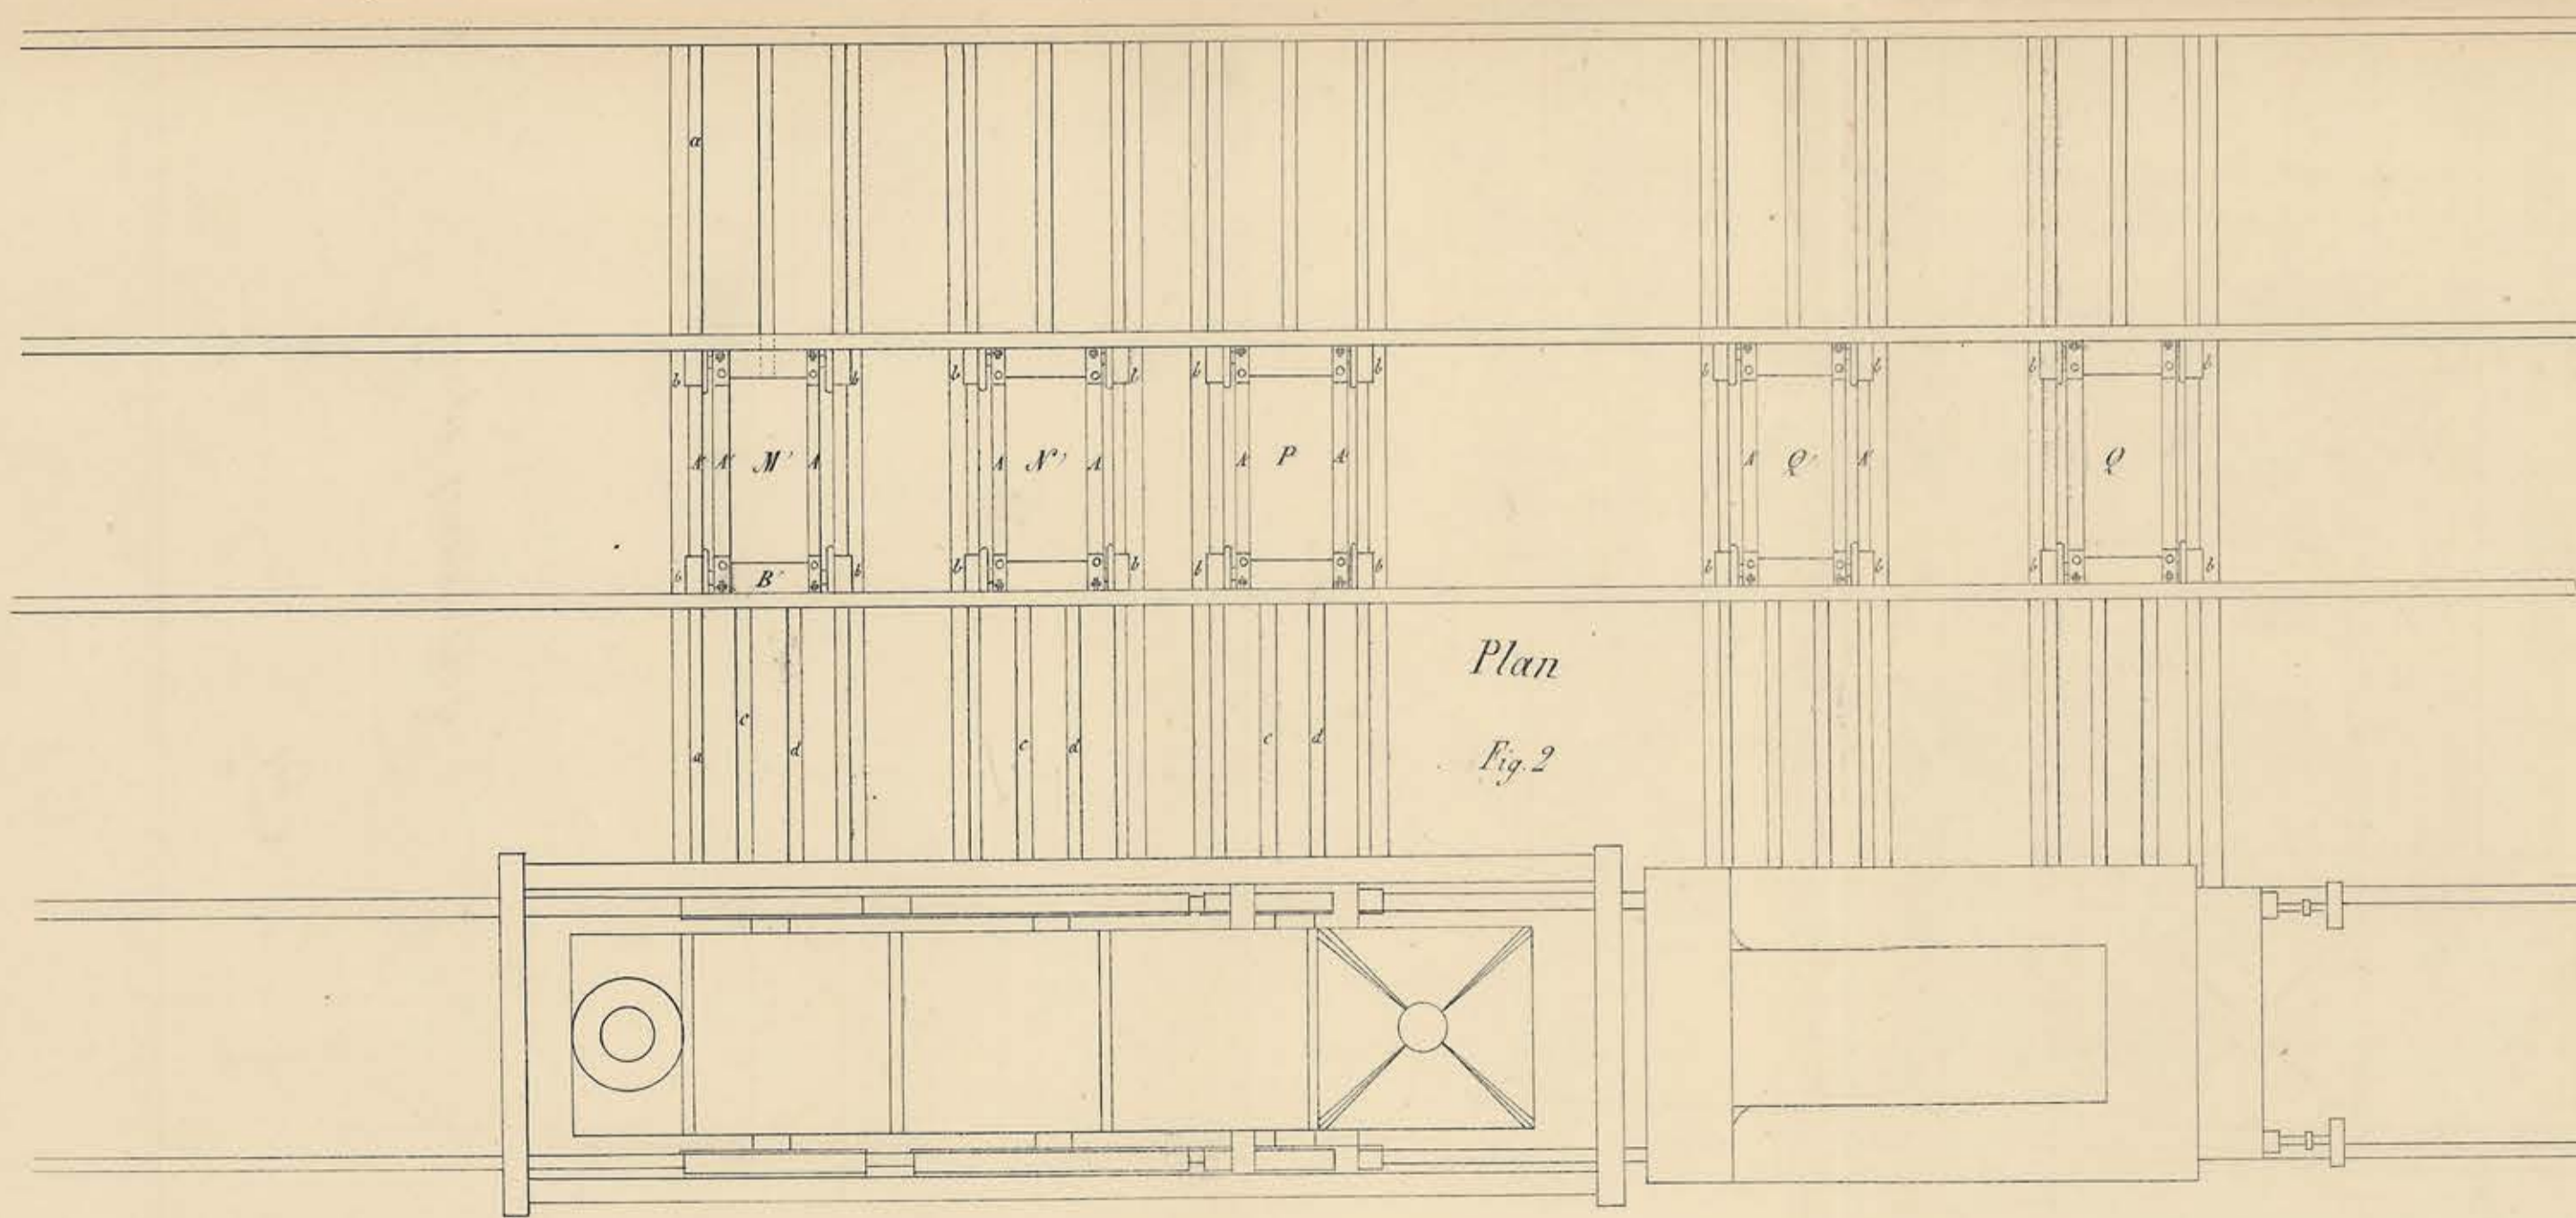 a
b b b b b b b b b b
A' A' M' A' A N' A A P A' A' Q' A' Q
b B' b b b b b b b b b
Plan
c c c
a d d d
Fig. 2